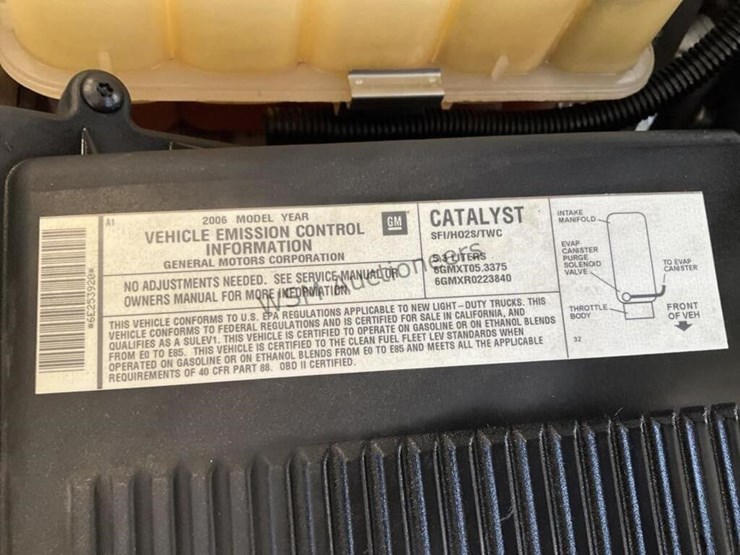 *6E253920*
A1
2006 MODEL YEAR
VEHICLE EMISSION CONTROL
INFORMATION
GENERAL MOTORS CORPORATION
GM
NO ADJUSTMENTS NEEDED. SEE SERVICE MANUAL OR
OWNERS MANUAL FOR MORE INFORMATION
CATALYST
SFI/HO2S/TWC
5.3 LITERS
6GMXT05.3375
6GMXR0223840
THIS VEHICLE CONFORMS TO U.S. EPA REGULATIONS APPLICABLE TO NEW LIGHT-DUTY TRUCKS. THIS
VEHICLE CONFORMS TO FEDERAL REGULATIONS AND IS CERTIFIED FOR SALE IN CALIFORNIA, AND
QUALIFIES AS A SULEV1. THIS VEHICLE IS CERTIFIED TO OPERATE ON GASOLINE OR ON ETHANOL BLENDS
FROM E0 TO E85. THIS VEHICLE IS CERTIFIED TO THE CLEAN FUEL FLEET LEV STANDARDS WHEN
OPERATED ON GASOLINE OR ON ETHANOL BLENDS FROM E0 TO E85 AND MEETS ALL THE APPLICABLE
REQUIREMENTS OF 40 CFR PART 88. OBD II CERTIFIED.
INTAKE
MANIFOLD
EVAP
CANISTER
PURGE
SOLENOID
VALVE
TO EVAP
CANISTER
THROTTLE
BODY
FRONT
OF VEH
32
WSM Auctioneers